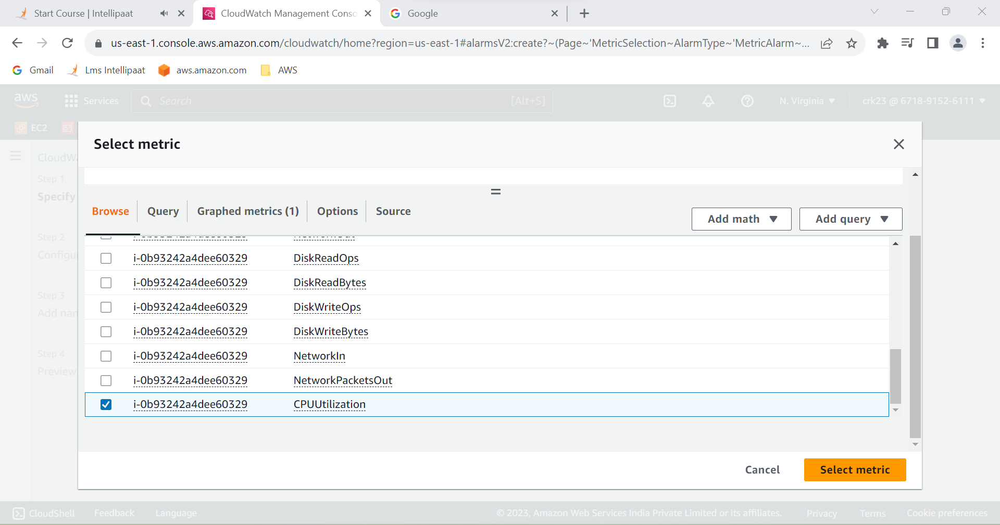 Start Course | Intellipaat
CloudWatch Management Conso
Google
us-east-1.console.aws.amazon.com/cloudwatch/home?region=us-east-1#alarmsV2:create?~(Page~'MetricSelection~AlarmType~'MetricAlarm~...
Gmail
Lms Intellipaat
aws.amazon.com
AWS
aws
Services
Search
[Alt+S]
N. Virginia
crk23 @ 6718-9152-6111
EC2
CloudWa
Step 1
Specify
Step 2
Configu
Step 3
Add nam
Step 4
Preview
Select metric
Browse
Query
Graphed metrics (1)
Options
Source
Add math
Add query
i-0b93242a4dee60329 NetworkOut
i-0b93242a4dee60329 DiskReadOps
i-0b93242a4dee60329 DiskReadBytes
i-0b93242a4dee60329 DiskWriteOps
i-0b93242a4dee60329 DiskWriteBytes
i-0b93242a4dee60329 NetworkIn
i-0b93242a4dee60329 NetworkPacketsOut
i-0b93242a4dee60329 CPUUtilization
Cancel
Select metric
CloudShell
Feedback
Language
© 2023, Amazon Web Services India Private Limited or its affiliates.
Privacy
Terms
Cookie preferences